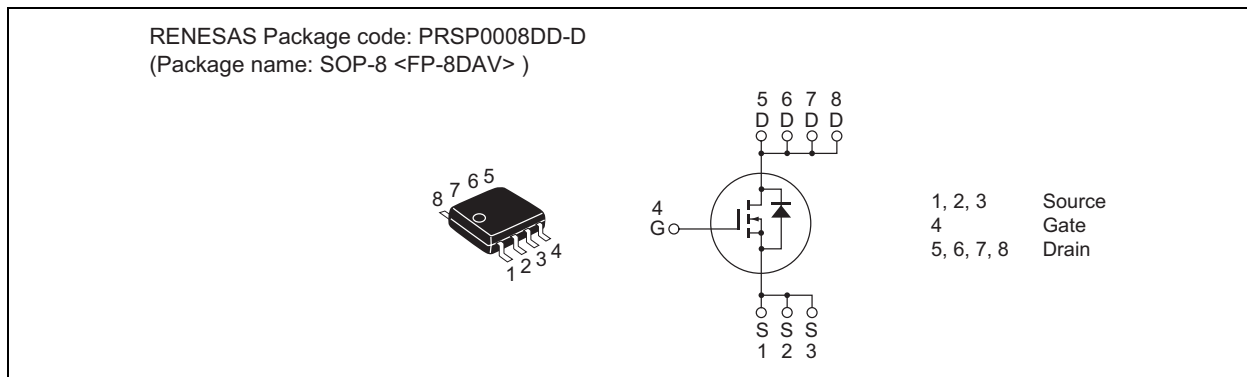 RENESAS Package code: PRSP0008DD-D
(Package name: SOP-8 <FP-8DAV> )
5 6 7 8
D D D D
8 7 6 5
1 2 3 4
4
G
S S S
1 2 3
1, 2, 3 Source
4 Gate
5, 6, 7, 8 Drain